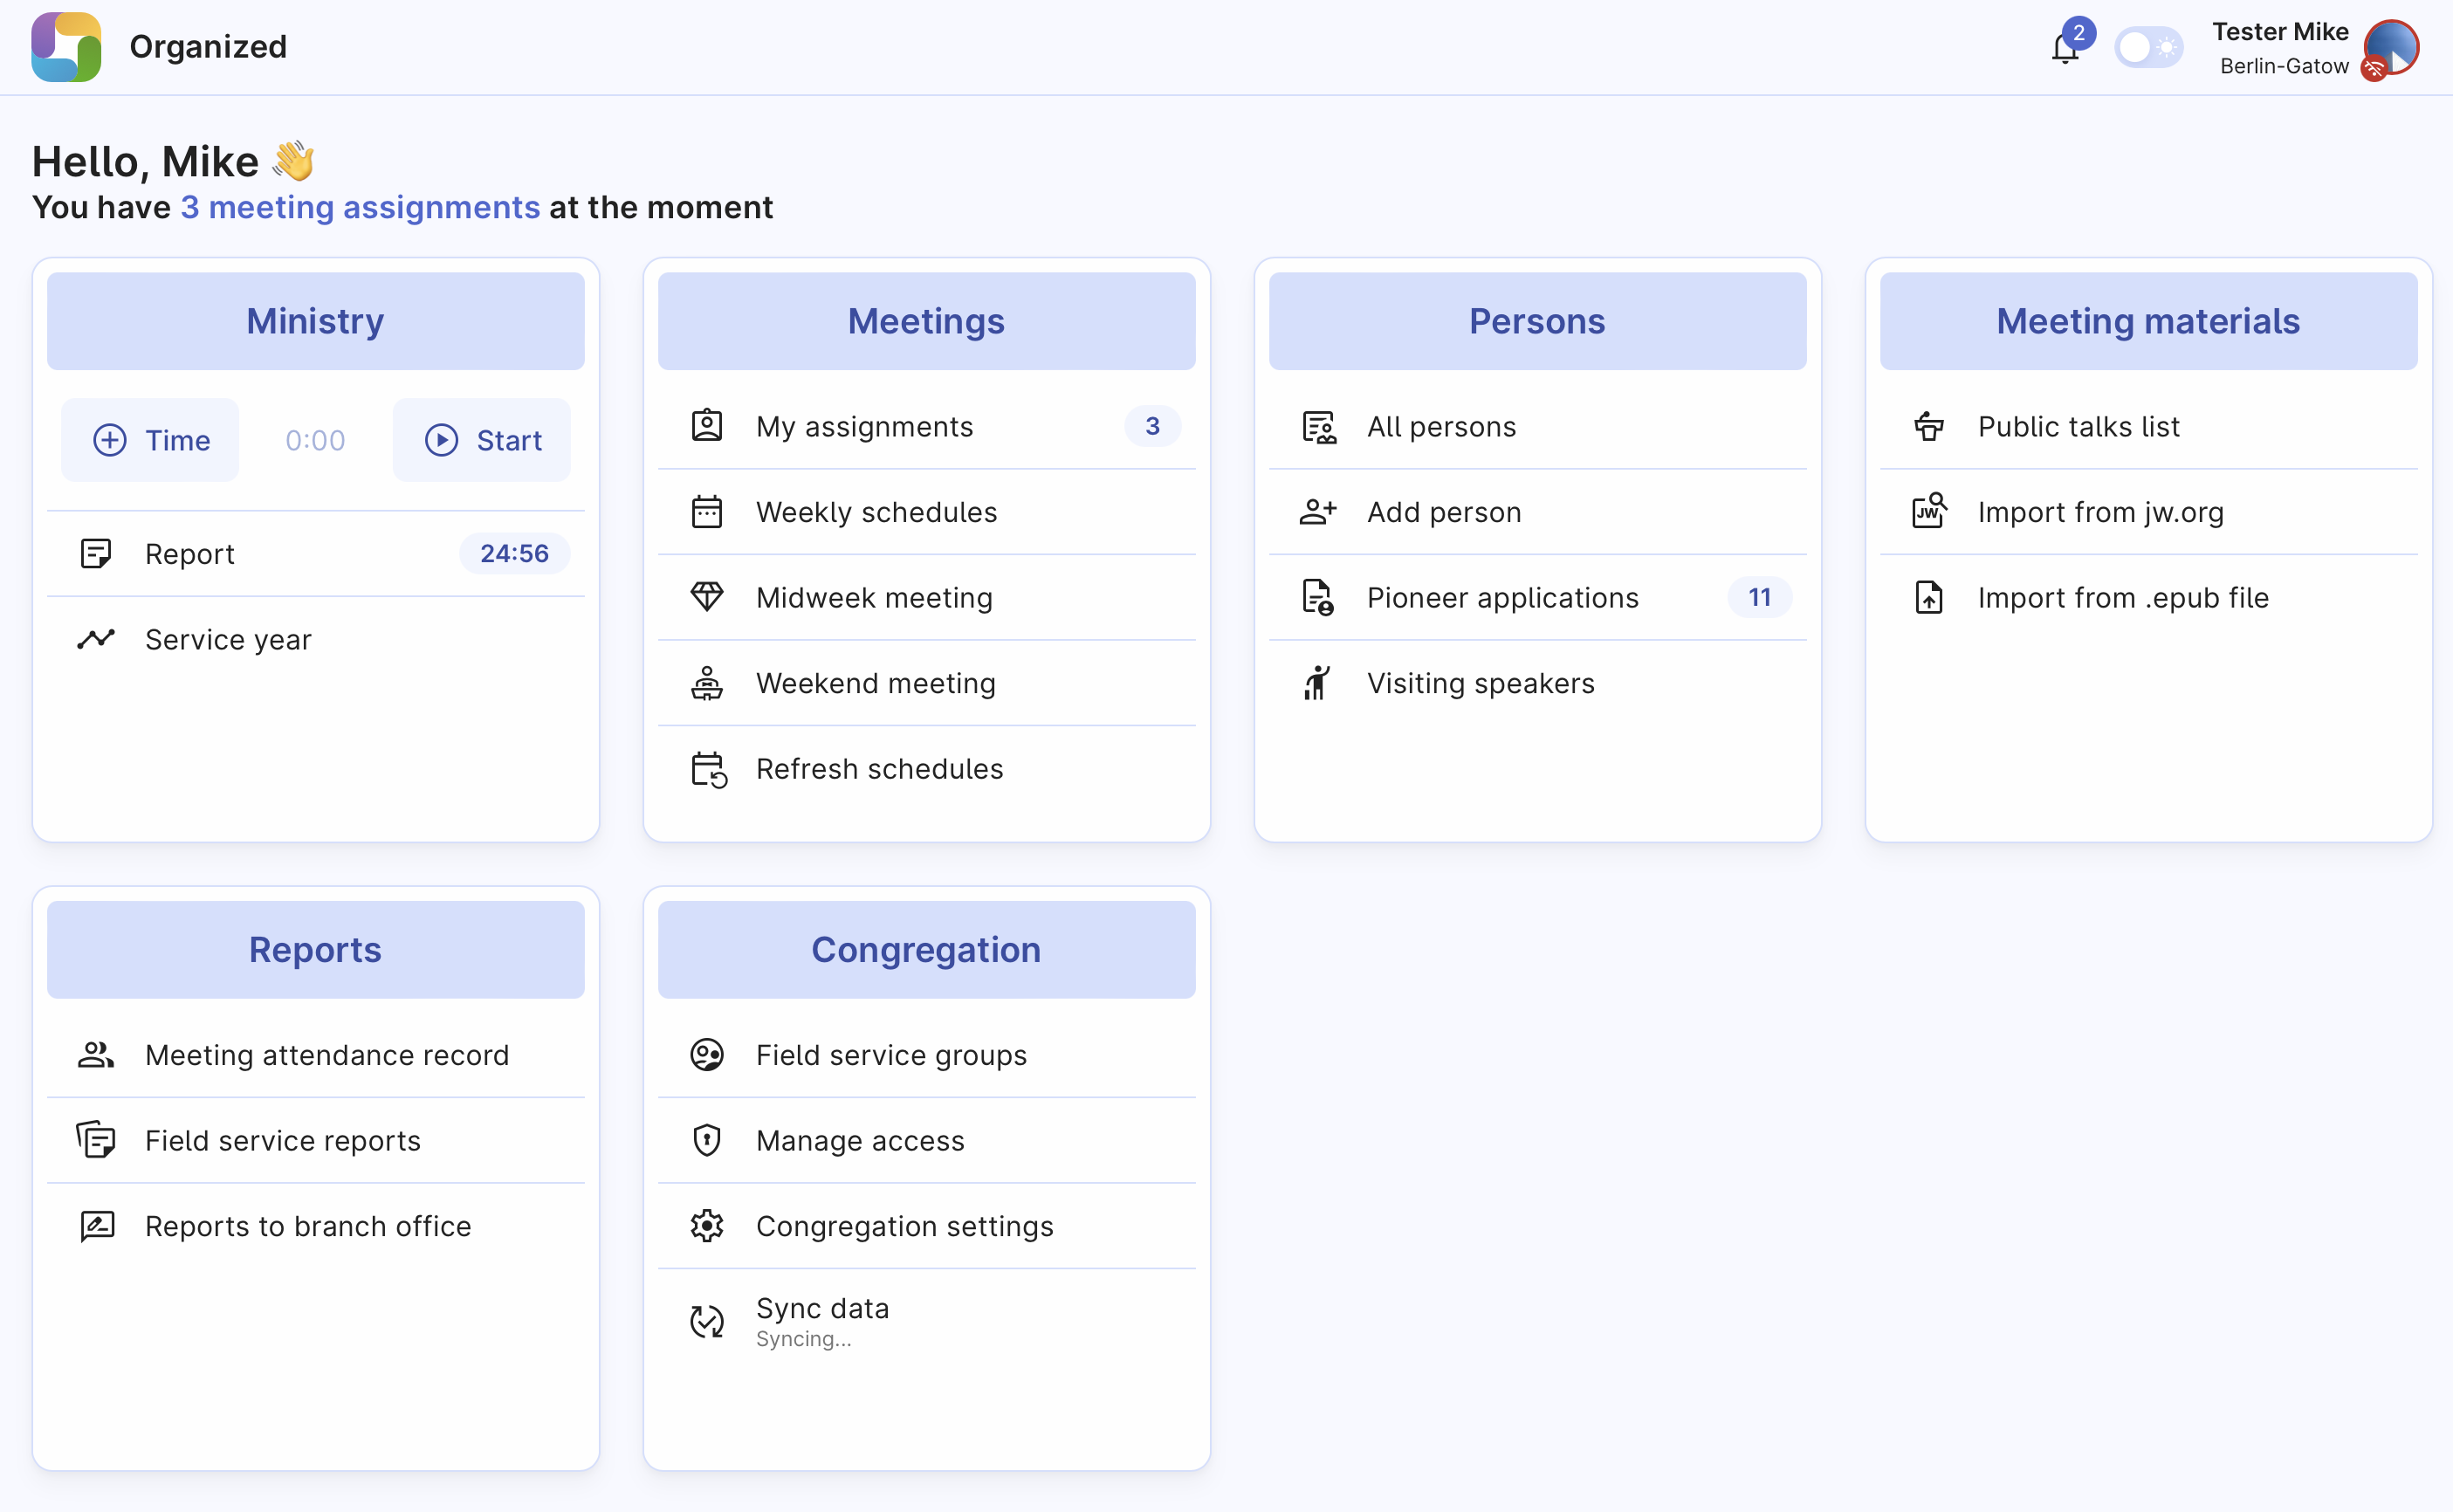 Organized
2
Tester Mike
Berlin-Gatow
Hello, Mike 👋
You have 3 meeting assignments at the moment
Ministry
Time
0:00
Start
Report
24:56
Service year
Meetings
My assignments
3
Weekly schedules
Midweek meeting
Weekend meeting
Refresh schedules
Persons
All persons
Add person
Pioneer applications
11
Visiting speakers
Meeting materials
Public talks list
JW
Import from jw.org
Import from .epub file
Reports
Meeting attendance record
Field service reports
Reports to branch office
Congregation
Field service groups
Manage access
Congregation settings
Sync data
Syncing...